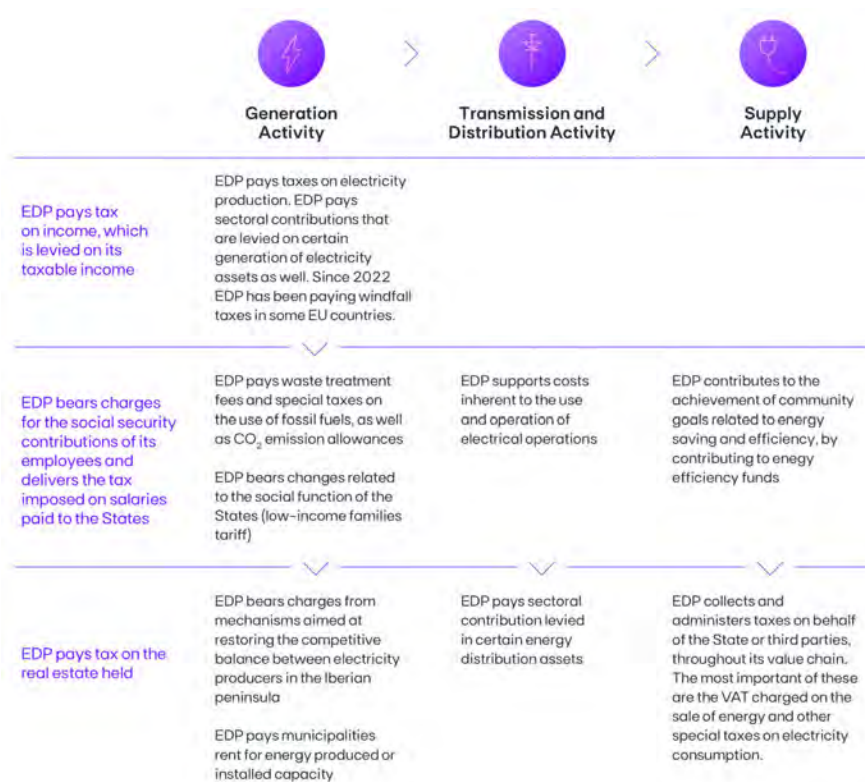 Generation
Activity
Transmission and
Distribution Activity
Supply
Activity
EDP pays tax
on income, which
is levied on its
taxable income
EDP pays taxes on electricity
production. EDP pays
sectoral contributions that
are levied on certain
generation of electricity
assets as well. Since 2022
EDP has been paying windfall
taxes in some EU countries.
EDP bears charges
for the social security
contributions of its
employees and
delivers the tax
imposed on salaries
paid to the States
EDP pays waste treatment
fees and special taxes on
the use of fossil fuels, as well
as CO₂ emission allowances
EDP bears changes related
to the social function of the
States (low-income families
tariff)
EDP supports costs
inherent to the use
and operation of
electrical operations
EDP contributes to the
achievement of community
goals related to energy
saving and efficiency, by
contributing to enegy
efficiency funds
EDP pays tax on the
real estate held
EDP bears charges from
mechanisms aimed at
restoring the competitive
balance between electricity
producers in the Iberian
peninsula
EDP pays municipalities
rent for energy produced or
installed capacity
EDP pays sectoral
contribution levied
in certain energy
distribution assets
EDP collects and
administers taxes on behalf
of the State or third parties,
throughout its value chain.
The most important of these
are the VAT charged on the
sale of energy and other
special taxes on electricity
consumption.